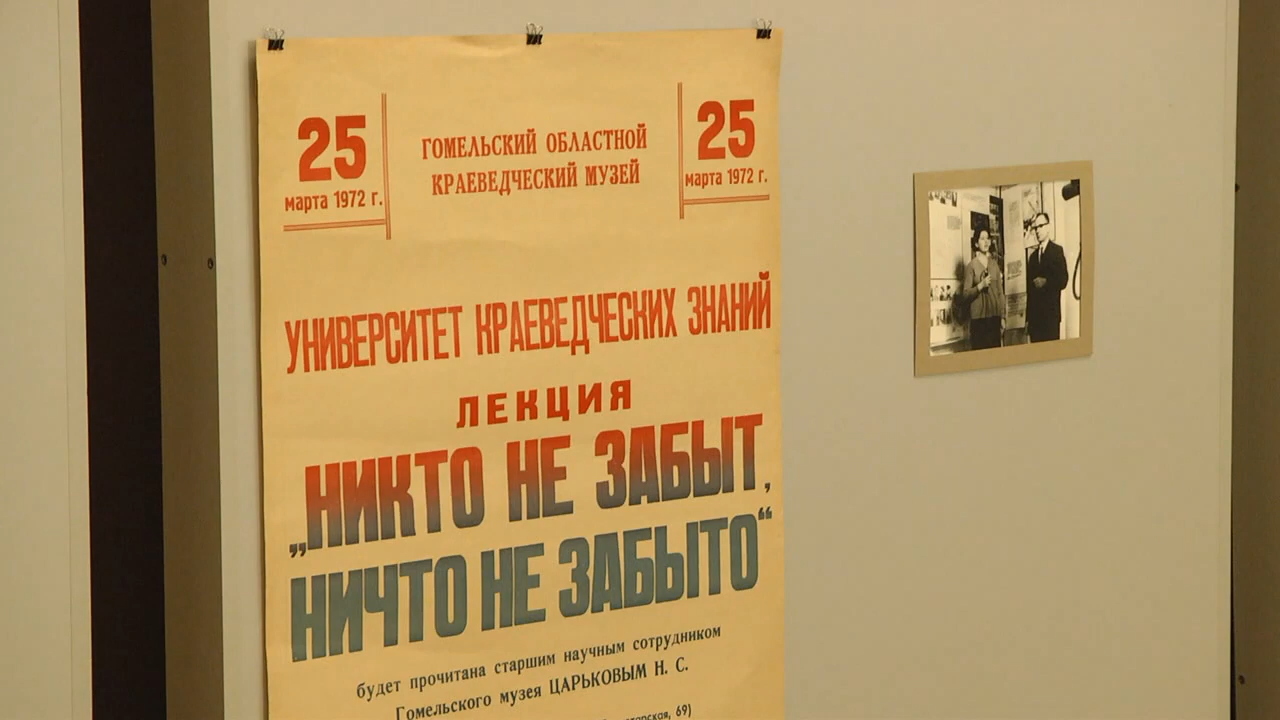 25
марта 1972 г.
ГОМЕЛЬСКИЙ ОБЛАСТНОЙ
КРАЕВЕДЧЕСКИЙ МУЗЕЙ
25
марта 1972 г.
УНИВЕРСИТЕТ КРАЕВЕДЧЕСКИХ ЗНАНИЙ
ЛЕКЦИЯ
„НИКТО НЕ ЗАБЫТ,
НИЧТО НЕ ЗАБЫТО“
будет прочитана старшим научным сотрудником
Гомельского музея ЦАРЬКОВЫМ Н. С.
69)